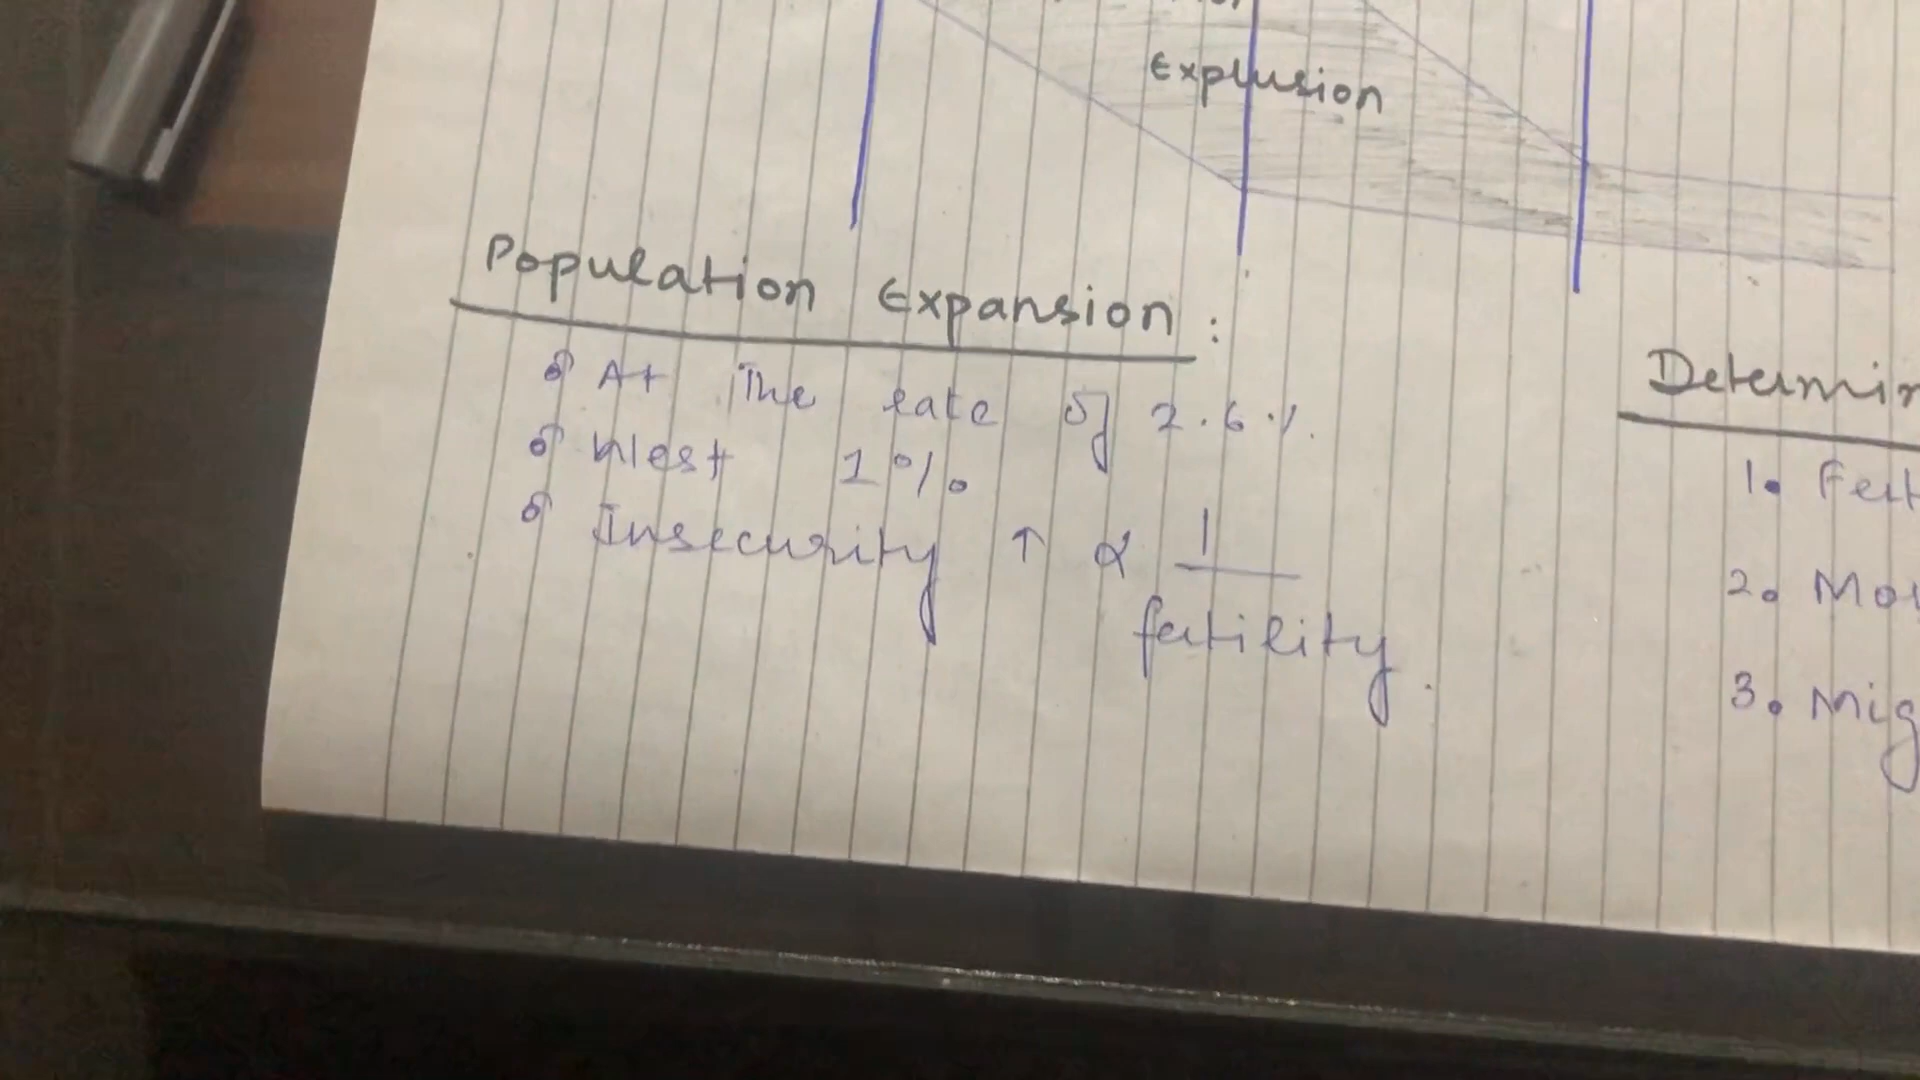 Explusion
Population Expansion :
At The rate of 2.6 %.
West 1%
Insecurity ↑ ∝ 1
fertility.
Determin
1. Fert
2. Mor
3. Mig